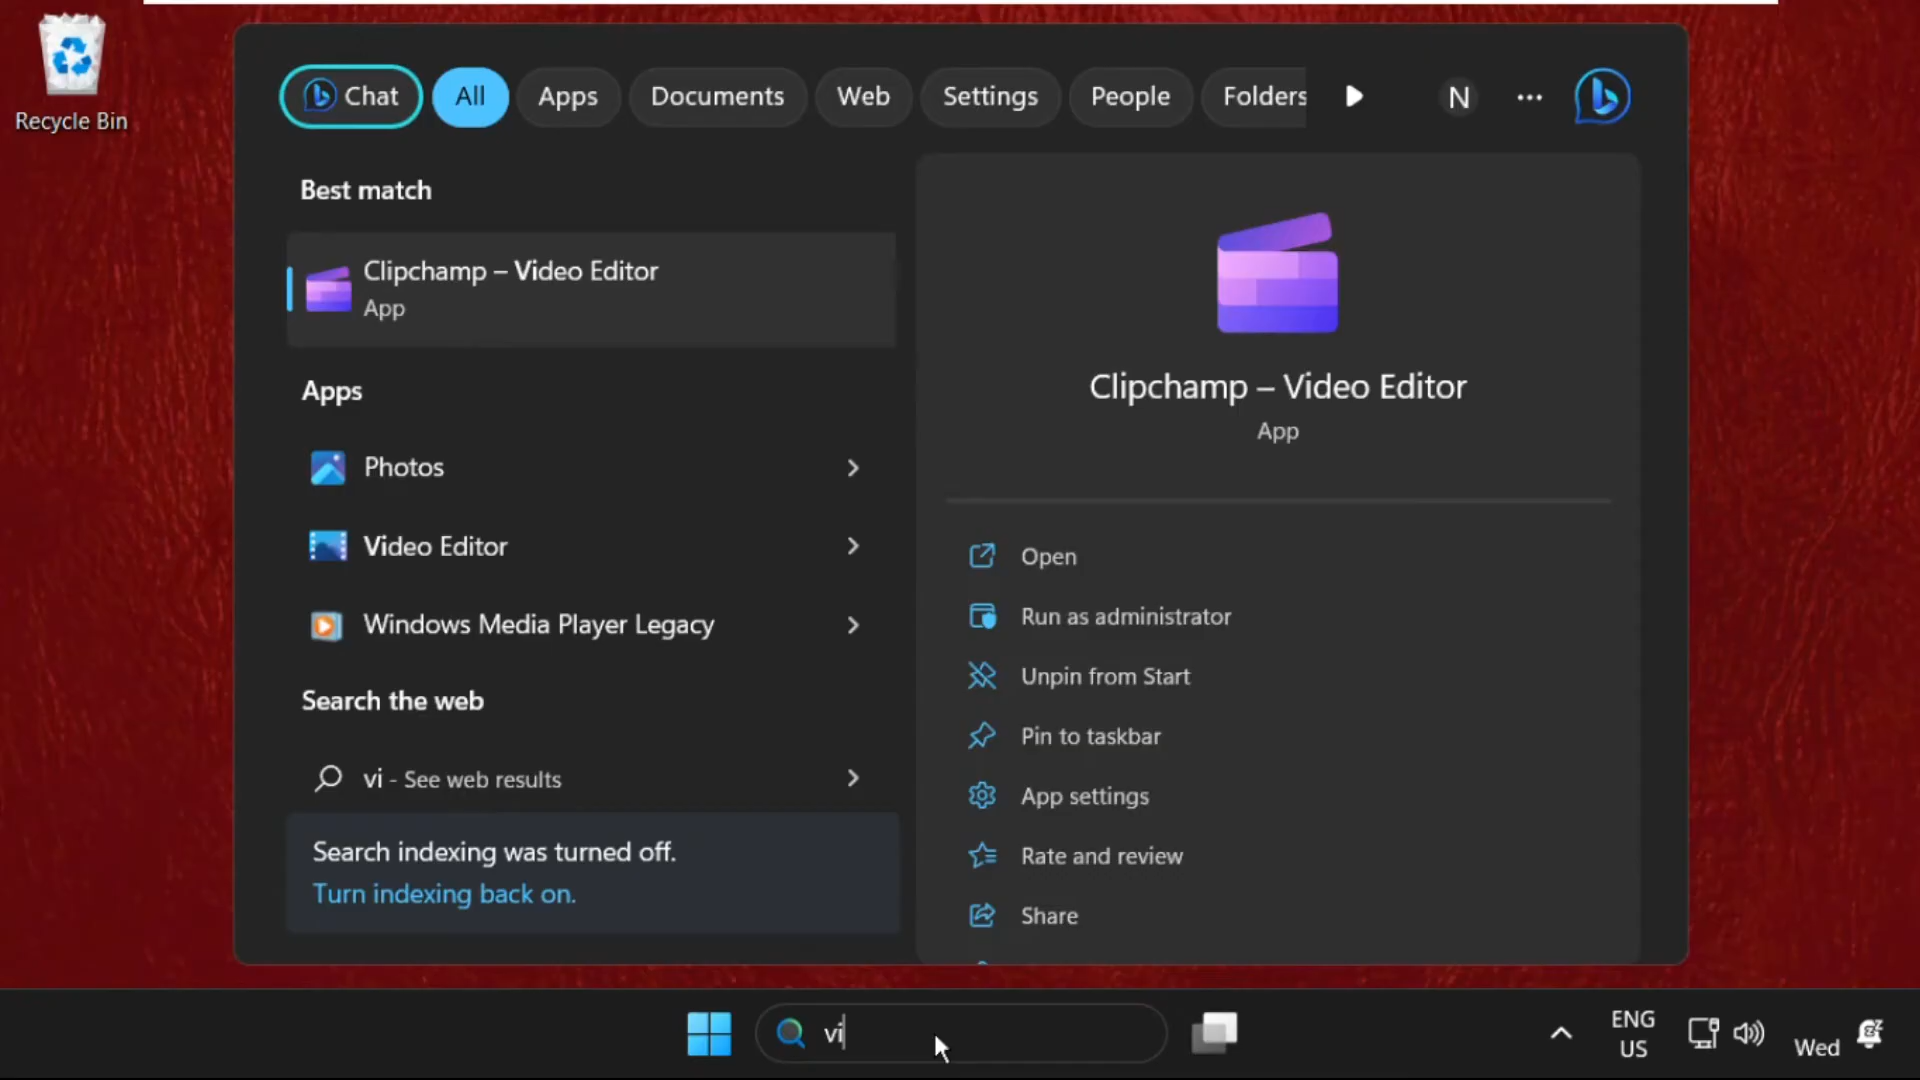 Recycle Bin
Chat
All
Apps
Documents
Web
Settings
People
Folders
N
Best match
Clipchamp – Video Editor
App
Apps
Photos
Video Editor
Windows Media Player Legacy
Search the web
vi - See web results
Search indexing was turned off.
Turn indexing back on.
Clipchamp – Video Editor
App
Open
Run as administrator
Unpin from Start
Pin to taskbar
App settings
Rate and review
Share
vi
ENG
US
Wed